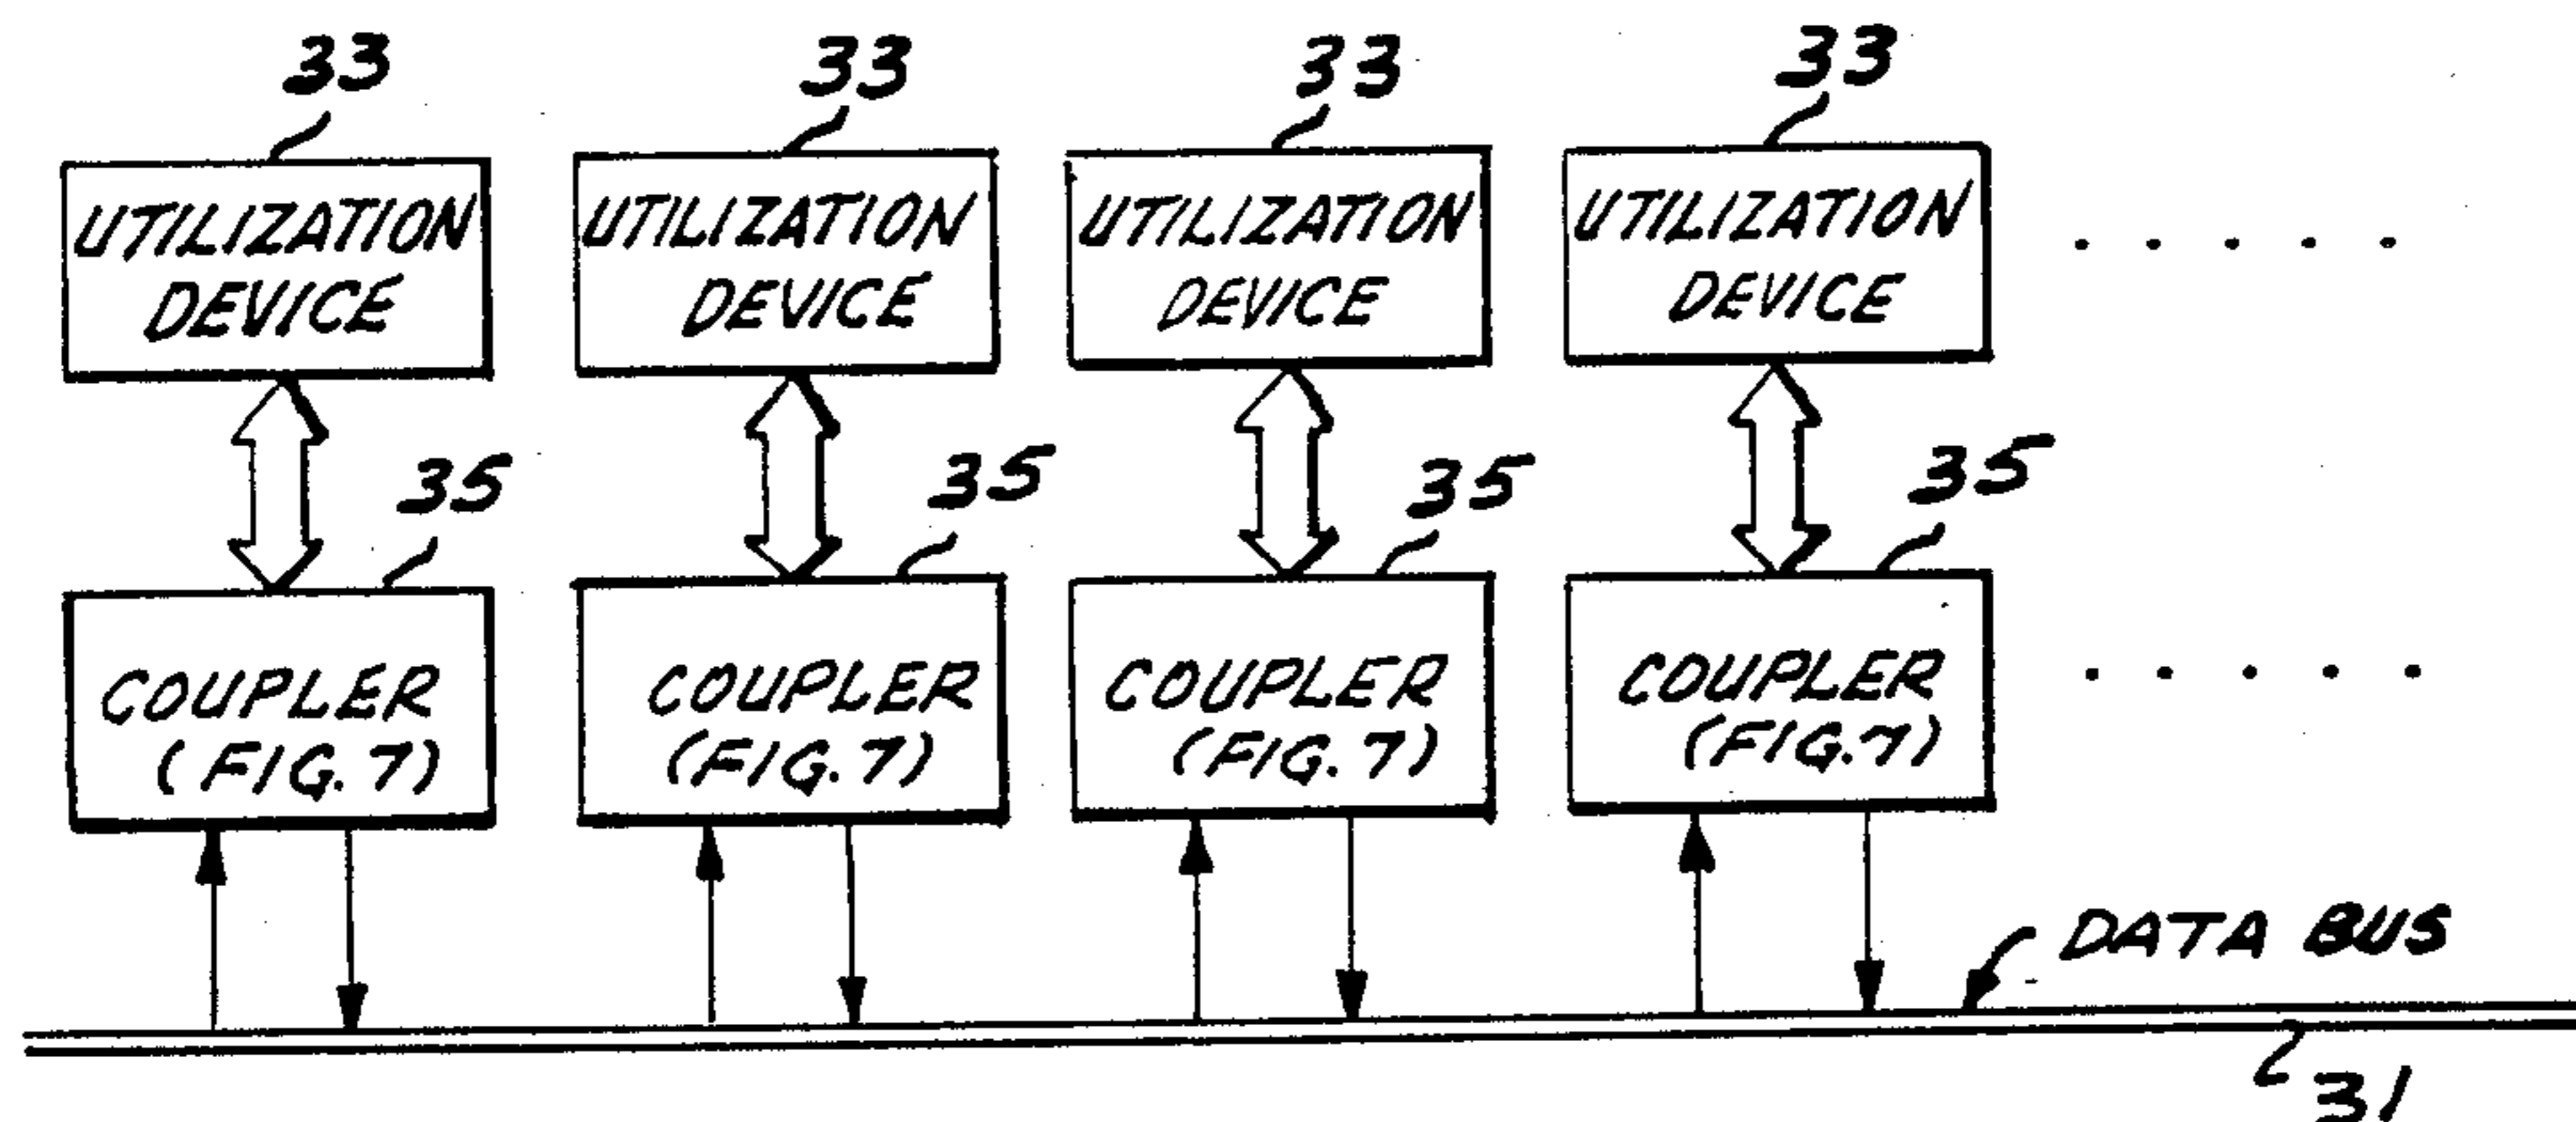 33 33 33 33
UTILIZATION DEVICE
UTILIZATION DEVICE
UTILIZATION DEVICE
UTILIZATION DEVICE
35 35 35 35
COUPLER (FIG. 7)
COUPLER (FIG. 7)
COUPLER (FIG. 7)
COUPLER (FIG. 7)
DATA BUS
31